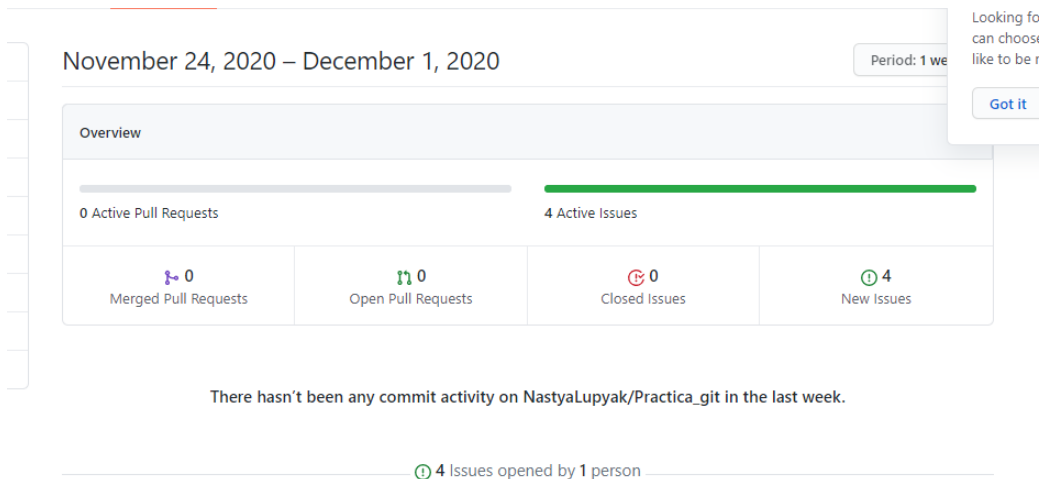 Looking fo
can choose
like to be r
November 24, 2020 – December 1, 2020
Period: 1 we
Got it
Overview
0 Active Pull Requests
4 Active Issues
0
Merged Pull Requests
0
Open Pull Requests
0
Closed Issues
4
New Issues
There hasn’t been any commit activity on NastyaLupyak/Practica_git in the last week.
4 Issues opened by 1 person